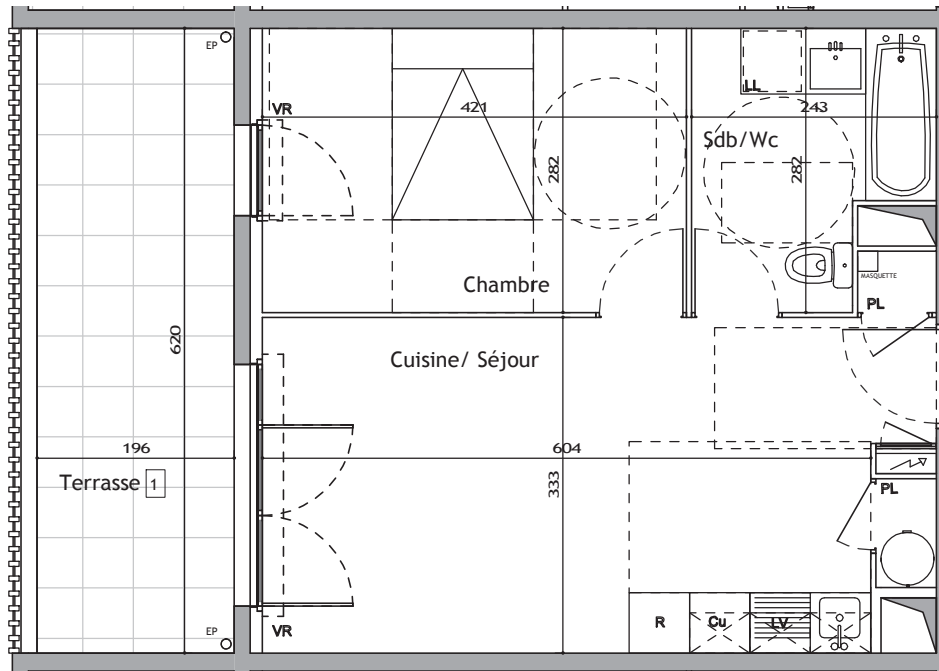 EP
VR
LL
421
243
Sdb/Wc
282
282
Chambre
MASQUETTE
PL
620
Cuisine/ Séjour
196
604
333
Terrasse 1
PL
EP
VR
R
Cu
LV